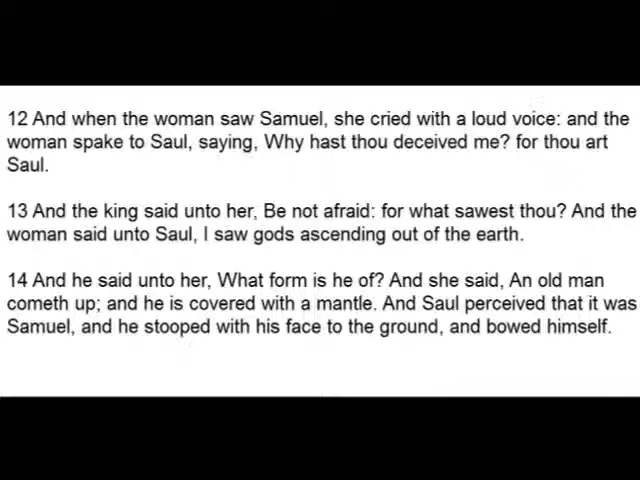 12 And when the woman saw Samuel, she cried with a loud voice: and the
woman spake to Saul, saying, Why hast thou deceived me? for thou art
Saul.
13 And the king said unto her, Be not afraid: for what sawest thou? And the
woman said unto Saul, I saw gods ascending out of the earth.
14 And he said unto her, What form is he of? And she said, An old man
cometh up; and he is covered with a mantle. And Saul perceived that it was
Samuel, and he stooped with his face to the ground, and bowed himself.